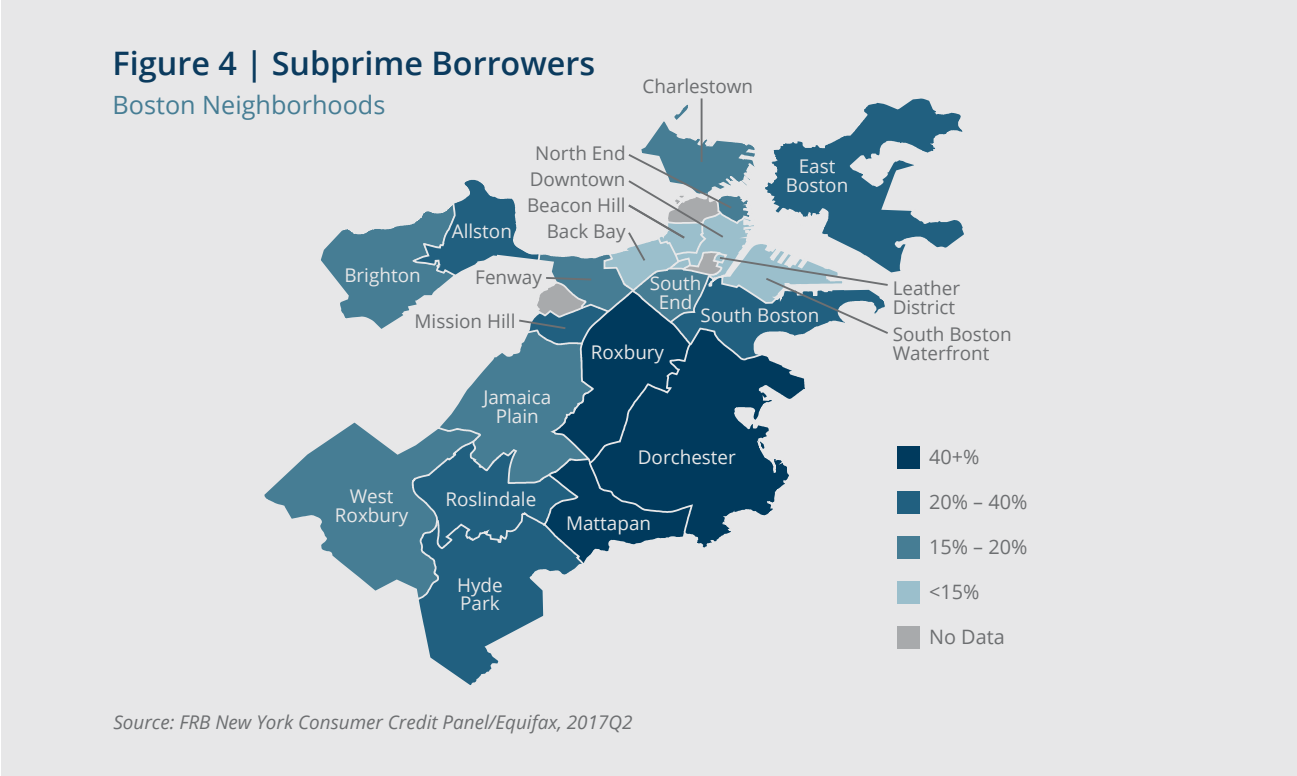 Figure 4 | Subprime Borrowers
Boston Neighborhoods
Charlestown
North End
Downtown
Beacon Hill
Back Bay
East
Boston
Allston
Brighton
Fenway
South
End
Leather
District
Mission Hill
South Boston
South Boston
Waterfront
Roxbury
Jamaica
Plain
Dorchester
West
Roxbury
Roslindale
Mattapan
Hyde
Park
40+%
20% – 40%
15% – 20%
<15%
No Data
Source: FRB New York Consumer Credit Panel/Equifax, 2017Q2